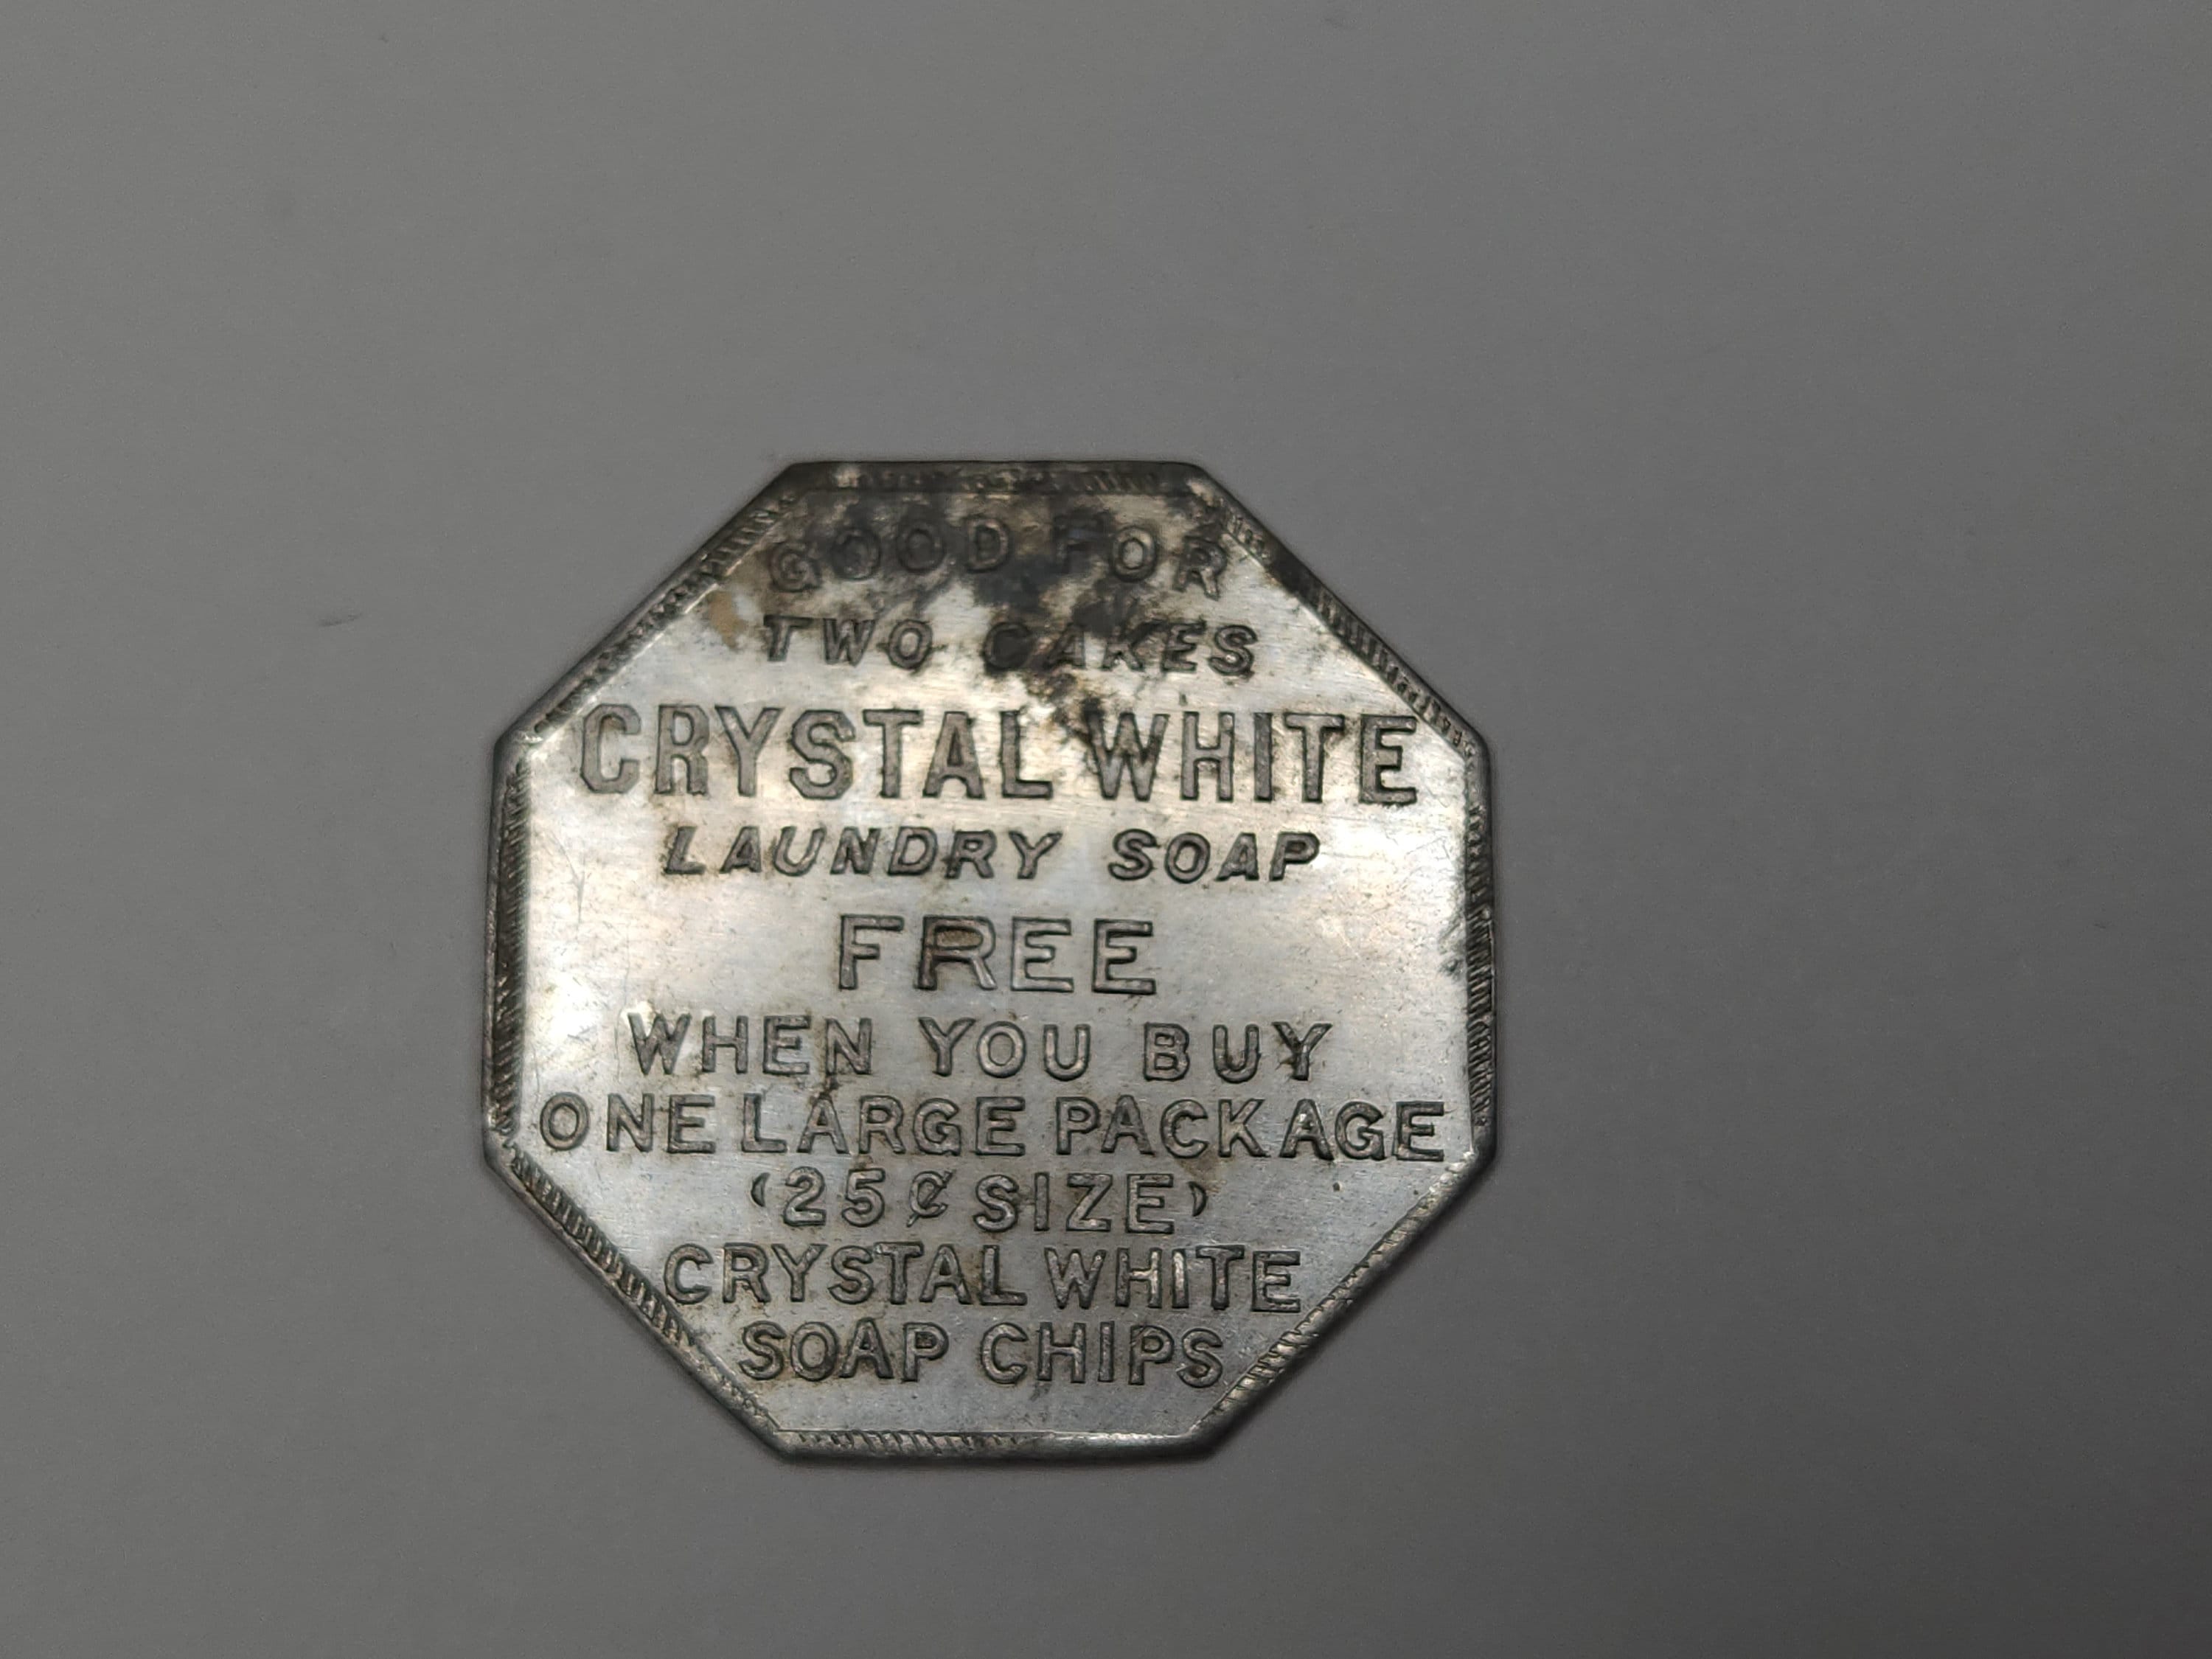 GOOD FOR
TWO CAKES
CRYSTAL WHITE
LAUNDRY SOAP
FREE
WHEN YOU BUY
ONE LARGE PACKAGE
(25¢ SIZE)
CRYSTAL WHITE
SOAP CHIPS